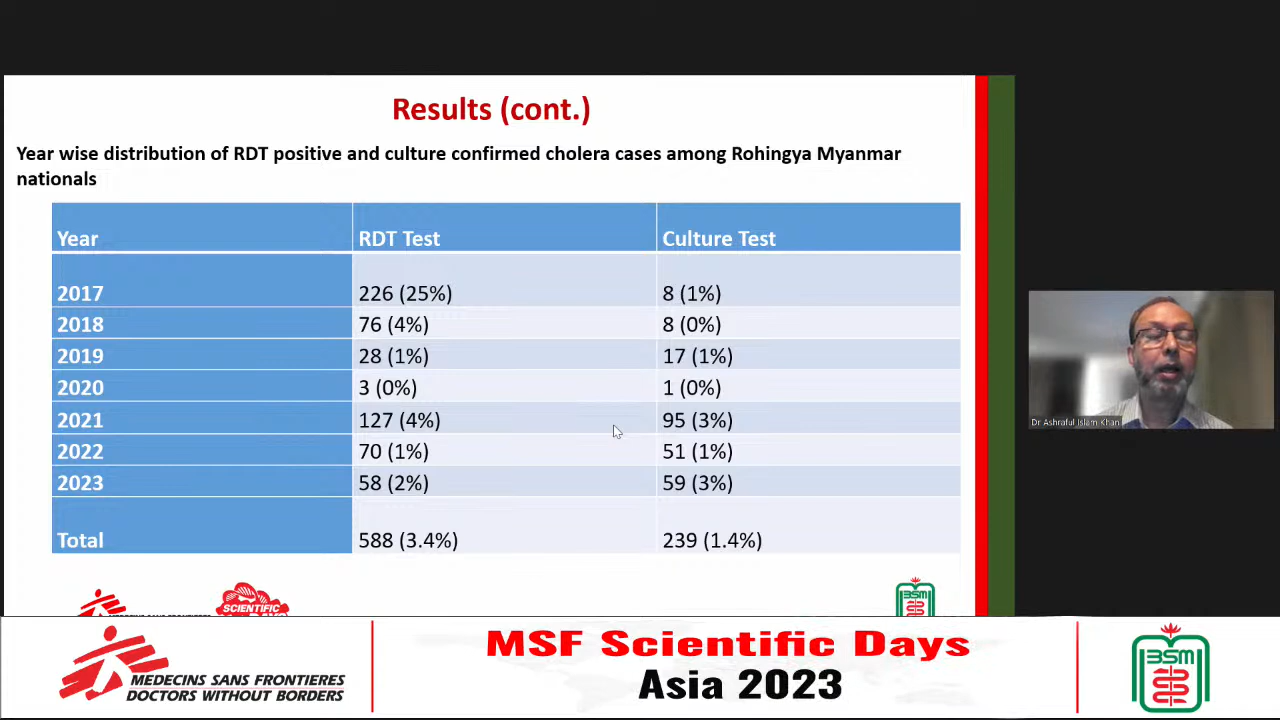 Results (cont.)
Year wise distribution of RDT positive and culture confirmed cholera cases among Rohingya Myanmar
nationals
Year RDT Test Culture Test
2017 226 (25%) 8 (1%)
2018 76 (4%) 8 (0%)
2019 28 (1%) 17 (1%)
2020 3 (0%) 1 (0%)
2021 127 (4%) 95 (3%)
2022 70 (1%) 51 (1%)
2023 58 (2%) 59 (3%)
Total 588 (3.4%) 239 (1.4%)
Dr Ashraful Islam Khan
SCIENTIFIC
BSM
MEDECINS SANS FRONTIERES
DOCTORS WITHOUT BORDERS
MSF Scientific Days
Asia 2023
BSM